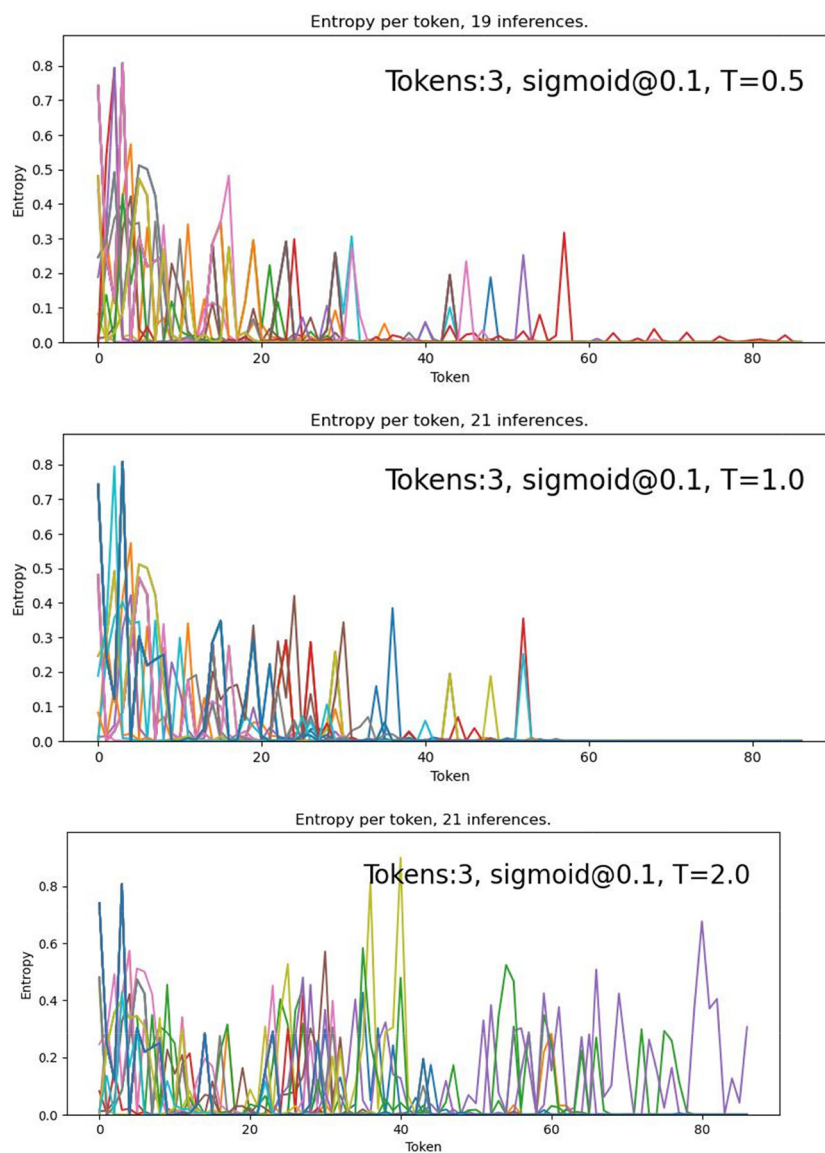 Entropy per token, 19 inferences.
Tokens:3, sigmoid@0.1, T=0.5
0.8
0.7
0.6
0.5
0.4
0.3
0.2
0.1
0.0
Entropy
0 20 40 60 80
Token
Entropy per token, 21 inferences.
Tokens:3, sigmoid@0.1, T=1.0
0.8
0.7
0.6
0.5
0.4
0.3
0.2
0.1
0.0
Entropy
0 20 40 60 80
Token
Entropy per token, 21 inferences.
Tokens:3, sigmoid@0.1, T=2.0
0.8
0.6
0.4
0.2
0.0
Entropy
0 20 40 60 80
Token